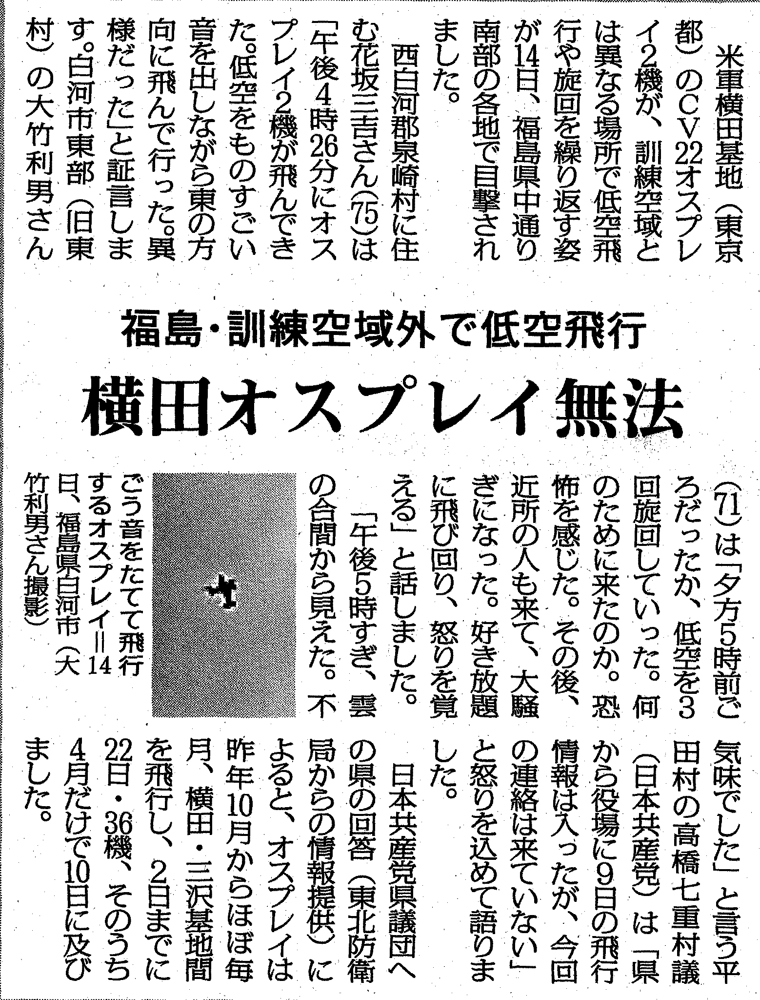 福島・訓練空域外で低空飛行
横田オスプレイ無法
米軍横田基地（東京
都）のＣＶ22オスプレ
イ２機が、訓練空域と
は異なる場所で低空飛
行や旋回を繰り返す姿
が14日、福島県中通り
南部の各地で目撃され
ました。
西白河郡泉崎村に住
む花坂三吉さん(75)は
「午後４時26分にオス
プレイ２機が飛んでき
た。低空をものすごい
音を出しながら東の方
向に飛んで行った。異
様だった」と証言しま
す。白河市東部（旧東
村）の大竹利男さん
(71)は「夕方５時前ご
ろだったか、低空を３
回旋回していった。何
のために来たのか。恐
怖を感じた。その後、
近所の人も来て、大騒
ぎになった。好き放題
に飛び回り、怒りを覚
える」と話しました。
「午後５時すぎ、雲
の合間から見えた。不
気味でした」と言う平
田村の高橋七重村議
（日本共産党）は「県
から役場に９日の飛行
情報は入ったが、今回
の連絡は来ていない」
と怒りを込めて語りま
した。
日本共産党県議団へ
の県の回答（東北防衛
局からの情報提供）に
よると、オスプレイは
昨年10月からほぼ毎
月、横田・三沢基地間
を飛行し、２日までに
22日・36機、そのうち
４月だけで10日に及び
ました。
ごう音をたてて飛行
するオスプレイ＝14
日、福島県白河市（大
竹利男さん撮影）